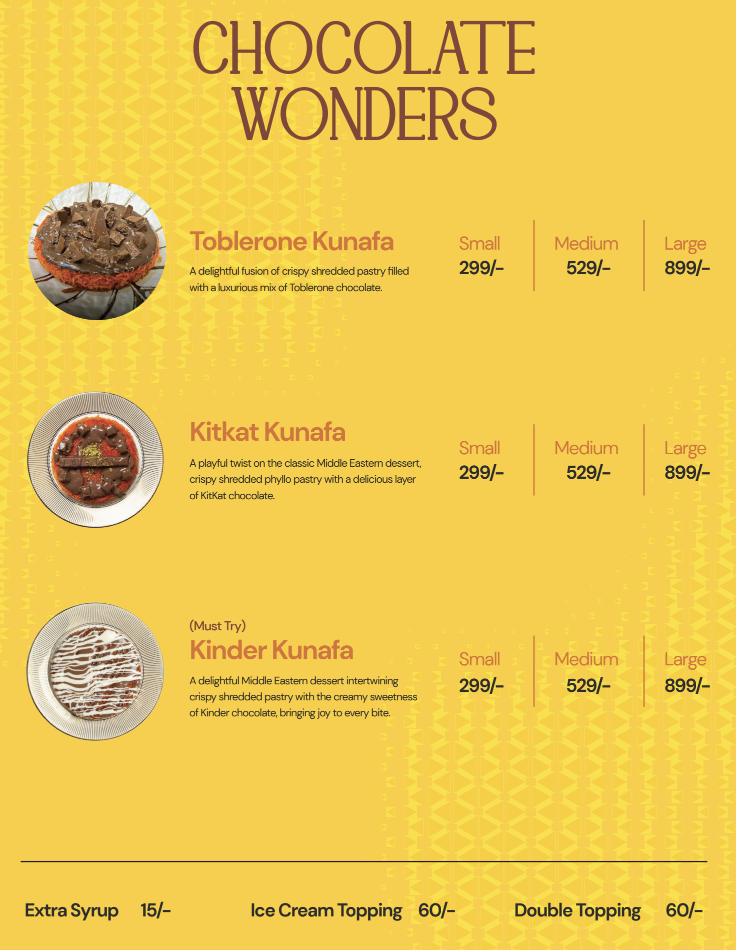 CHOCOLATE
WONDERS
Toblerone Kunafa
A delightful fusion of crispy shredded pastry filled
with a luxurious mix of Toblerone chocolate.
Small
299/-
Medium
529/-
Large
899/-
Kitkat Kunafa
A playful twist on the classic Middle Eastern dessert,
crispy shredded phyllo pastry with a delicious layer
of KitKat chocolate.
Small
299/-
Medium
529/-
Large
899/-
(Must Try)
Kinder Kunafa
A delightful Middle Eastern dessert intertwining
crispy shredded pastry with the creamy sweetness
of Kinder chocolate, bringing joy to every bite.
Small
299/-
Medium
529/-
Large
899/-
Extra Syrup 15/-
Ice Cream Topping 60/-
Double Topping 60/-